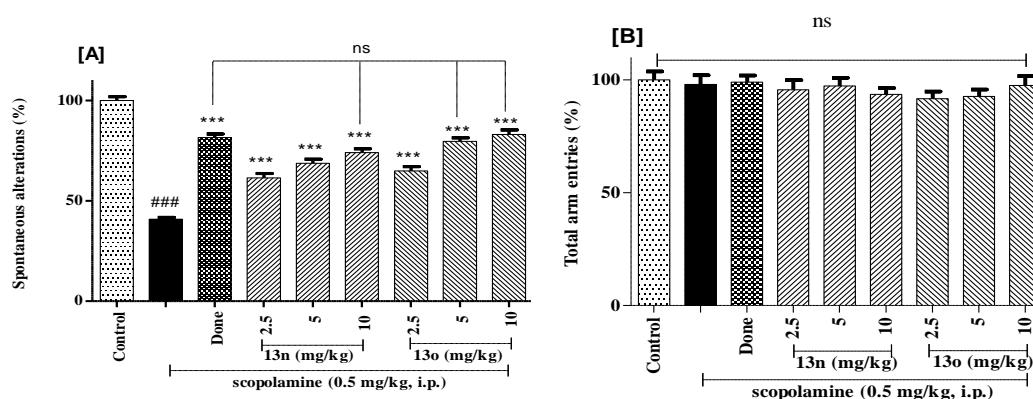 [A]
ns
Spontaneous alterations (%)
100
50
0
###
***
***
***
***
***
***
***
Control
Done
2.5
5
10
2.5
5
10
13n (mg/kg)
13o (mg/kg)
scopolamine (0.5 mg/kg, i.p.)
[B]
ns
Total arm entries (%)
100
50
0
Control
Done
2.5
5
10
2.5
5
10
13n (mg/kg)
13o (mg/kg)
scopolamine (0.5 mg/kg, i.p.)